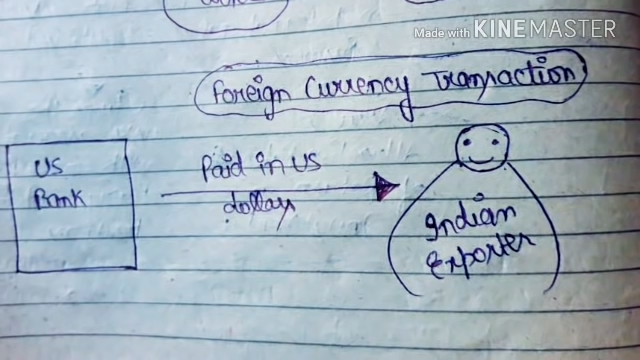 Made with KINEMASTER
Foreign Currency Transaction
US
Bank
Paid in US
dollars
Indian
Exporter